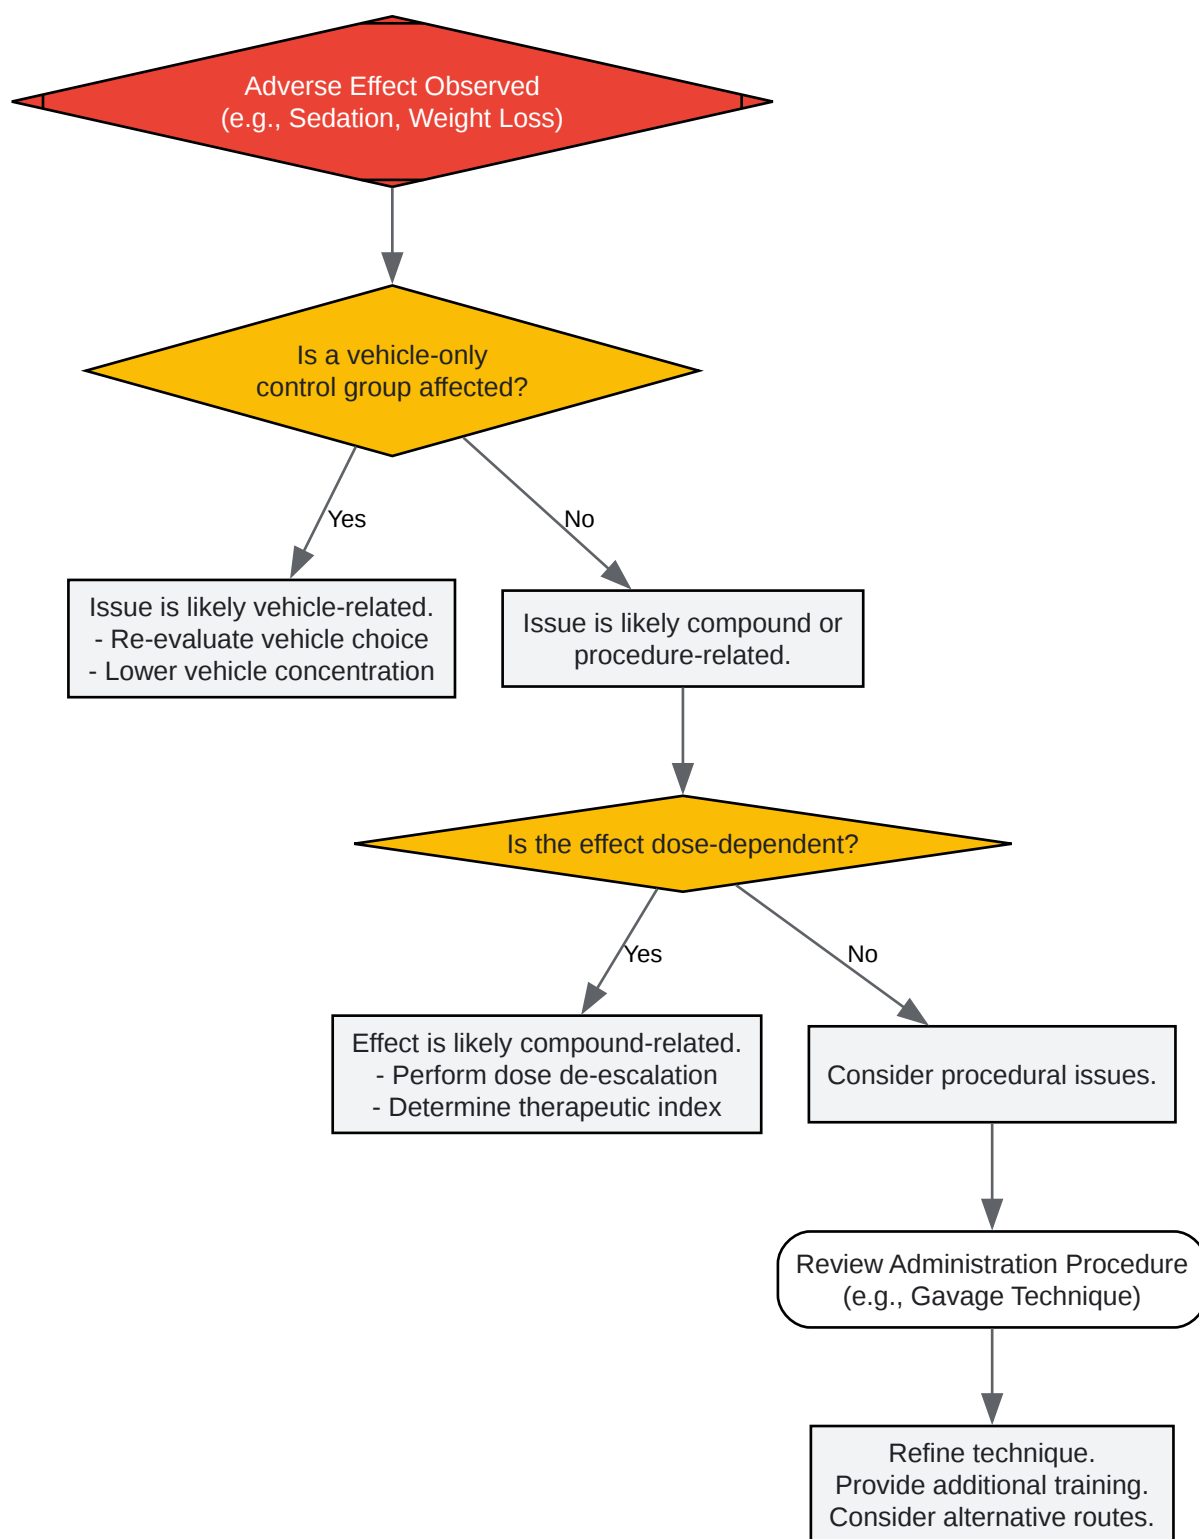 Adverse Effect Observed
(e.g., Sedation, Weight Loss)
Is a vehicle-only
control group affected?
Yes
No
Issue is likely vehicle-related.
- Re-evaluate vehicle choice
- Lower vehicle concentration
Issue is likely compound or
procedure-related.
Is the effect dose-dependent?
Yes
No
Effect is likely compound-related.
- Perform dose de-escalation
- Determine therapeutic index
Consider procedural issues.
Review Administration Procedure
(e.g., Gavage Technique)
Refine technique.
Provide additional training.
Consider alternative routes.